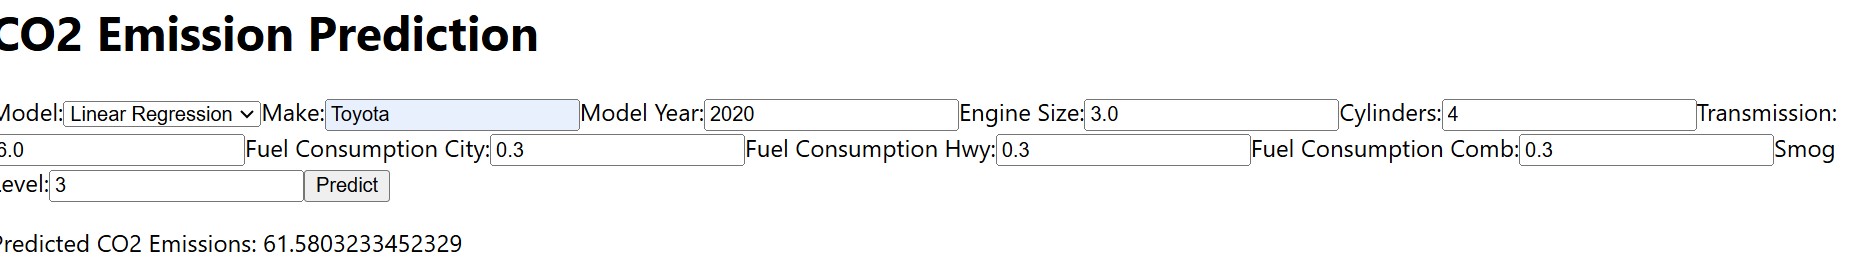 CO2 Emission Prediction
Model: Linear Regression Make: Toyota Model Year: 2020 Engine Size: 3.0 Cylinders: 4 Transmission:
6.0 Fuel Consumption City: 0.3 Fuel Consumption Hwy: 0.3 Fuel Consumption Comb: 0.3 Smog
Level: 3 Predict
Predicted CO2 Emissions: 61.5803233452329